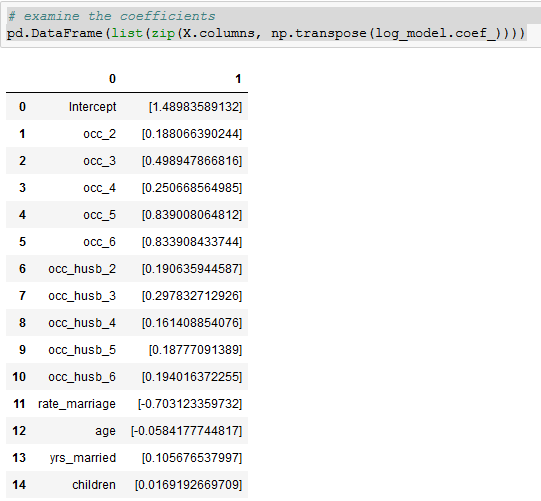 # examine the coefficients
pd.DataFrame(list(zip(X.columns, np.transpose(log_model.coef_))))
0 1
0 Intercept [1.48983589132]
1 occ_2 [0.188066390244]
2 occ_3 [0.498947866816]
3 occ_4 [0.250668564985]
4 occ_5 [0.839008064812]
5 occ_6 [0.833908433744]
6 occ_husb_2 [0.190635944587]
7 occ_husb_3 [0.297832712926]
8 occ_husb_4 [0.161408854076]
9 occ_husb_5 [0.18777091389]
10 occ_husb_6 [0.194016372255]
11 rate_marriage [-0.703123359732]
12 age [-0.0584177744817]
13 yrs_married [0.105676537997]
14 children [0.0169192669709]